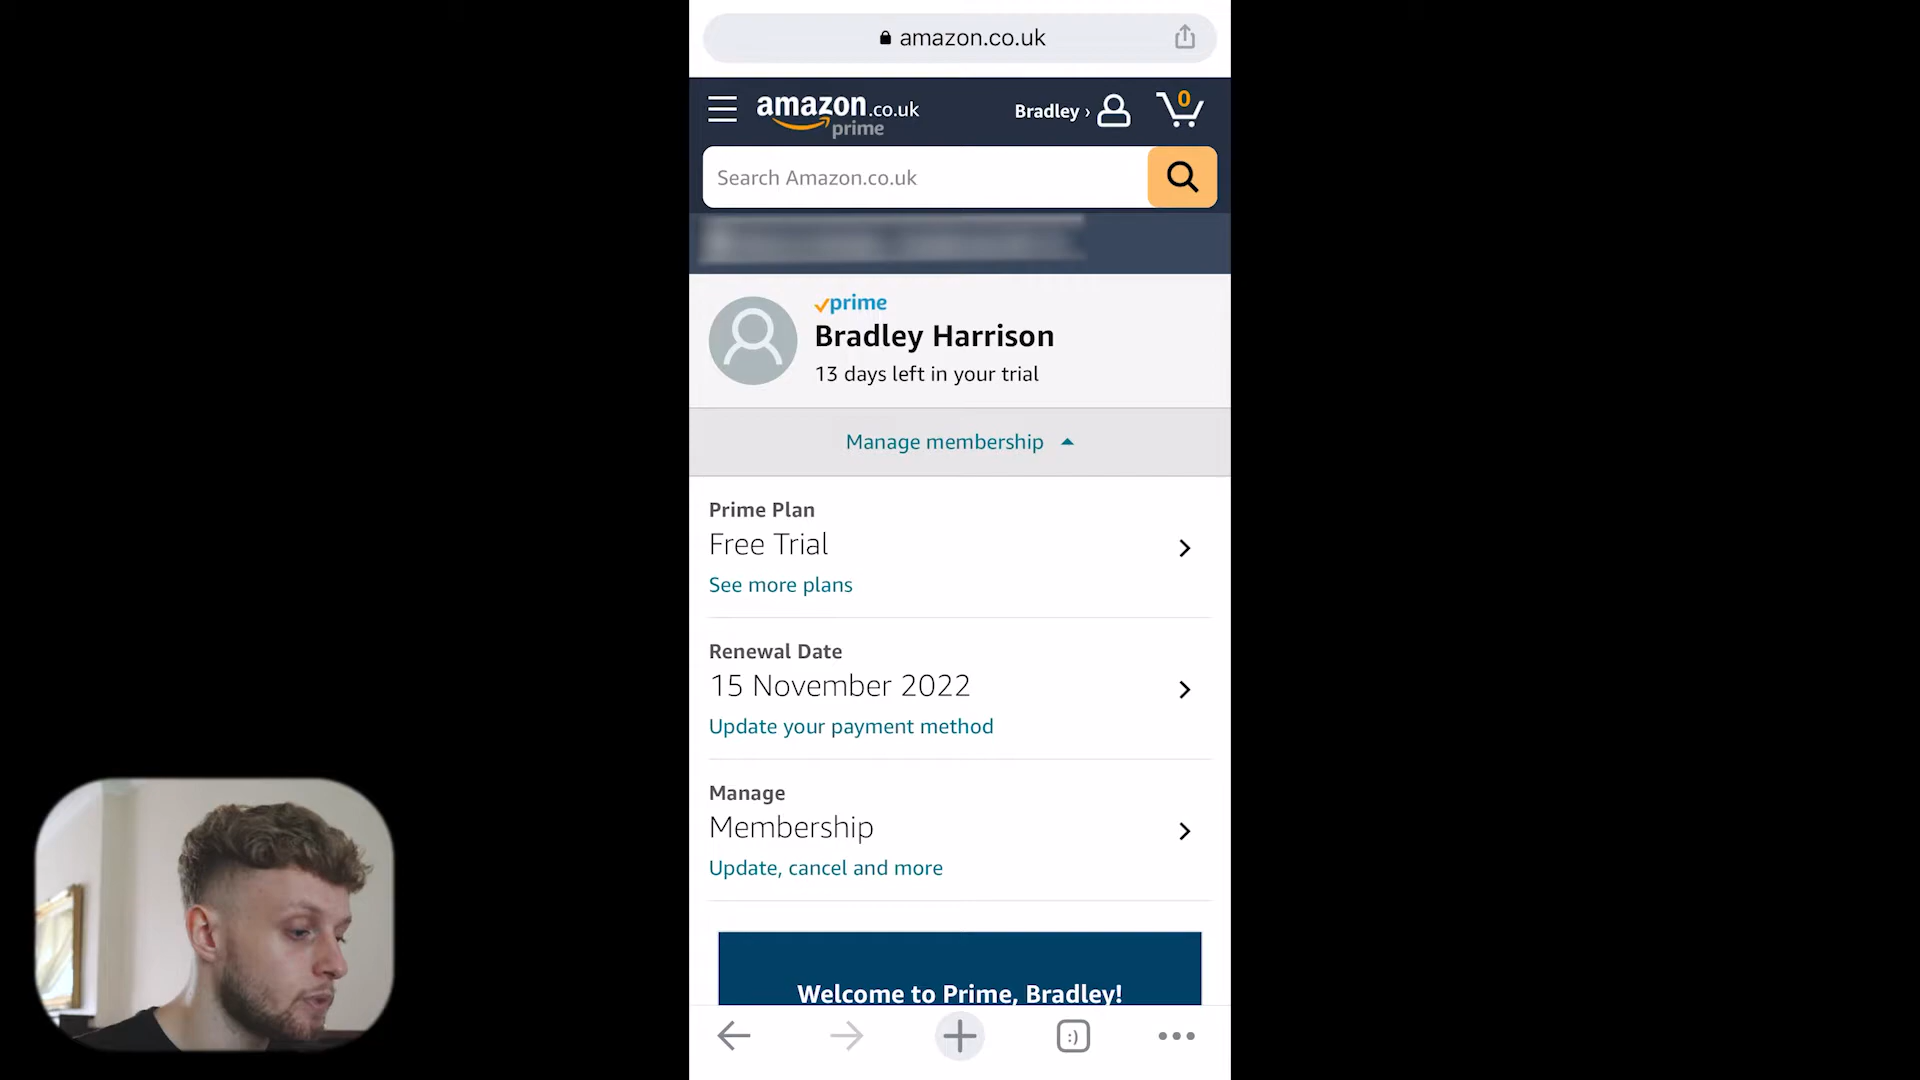 amazon.co.uk
amazon.co.uk
prime
Bradley ›
0
Search Amazon.co.uk
prime
Bradley Harrison
13 days left in your trial
Manage membership
Prime Plan
Free Trial
See more plans
Renewal Date
15 November 2022
Update your payment method
Manage
Membership
Update, cancel and more
Welcome to Prime, Bradley!
:)